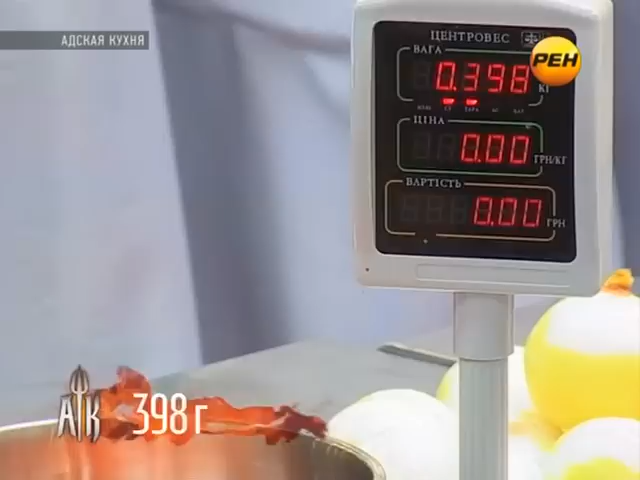 АДСКАЯ КУХНЯ
ЦЕНТРОВЕС
РЕН
ВАГА
0.398 КГ
ЦІНА
0.00 ГРН/КГ
ВАРТІСТЬ
0.00 ГРН
АК 398 г